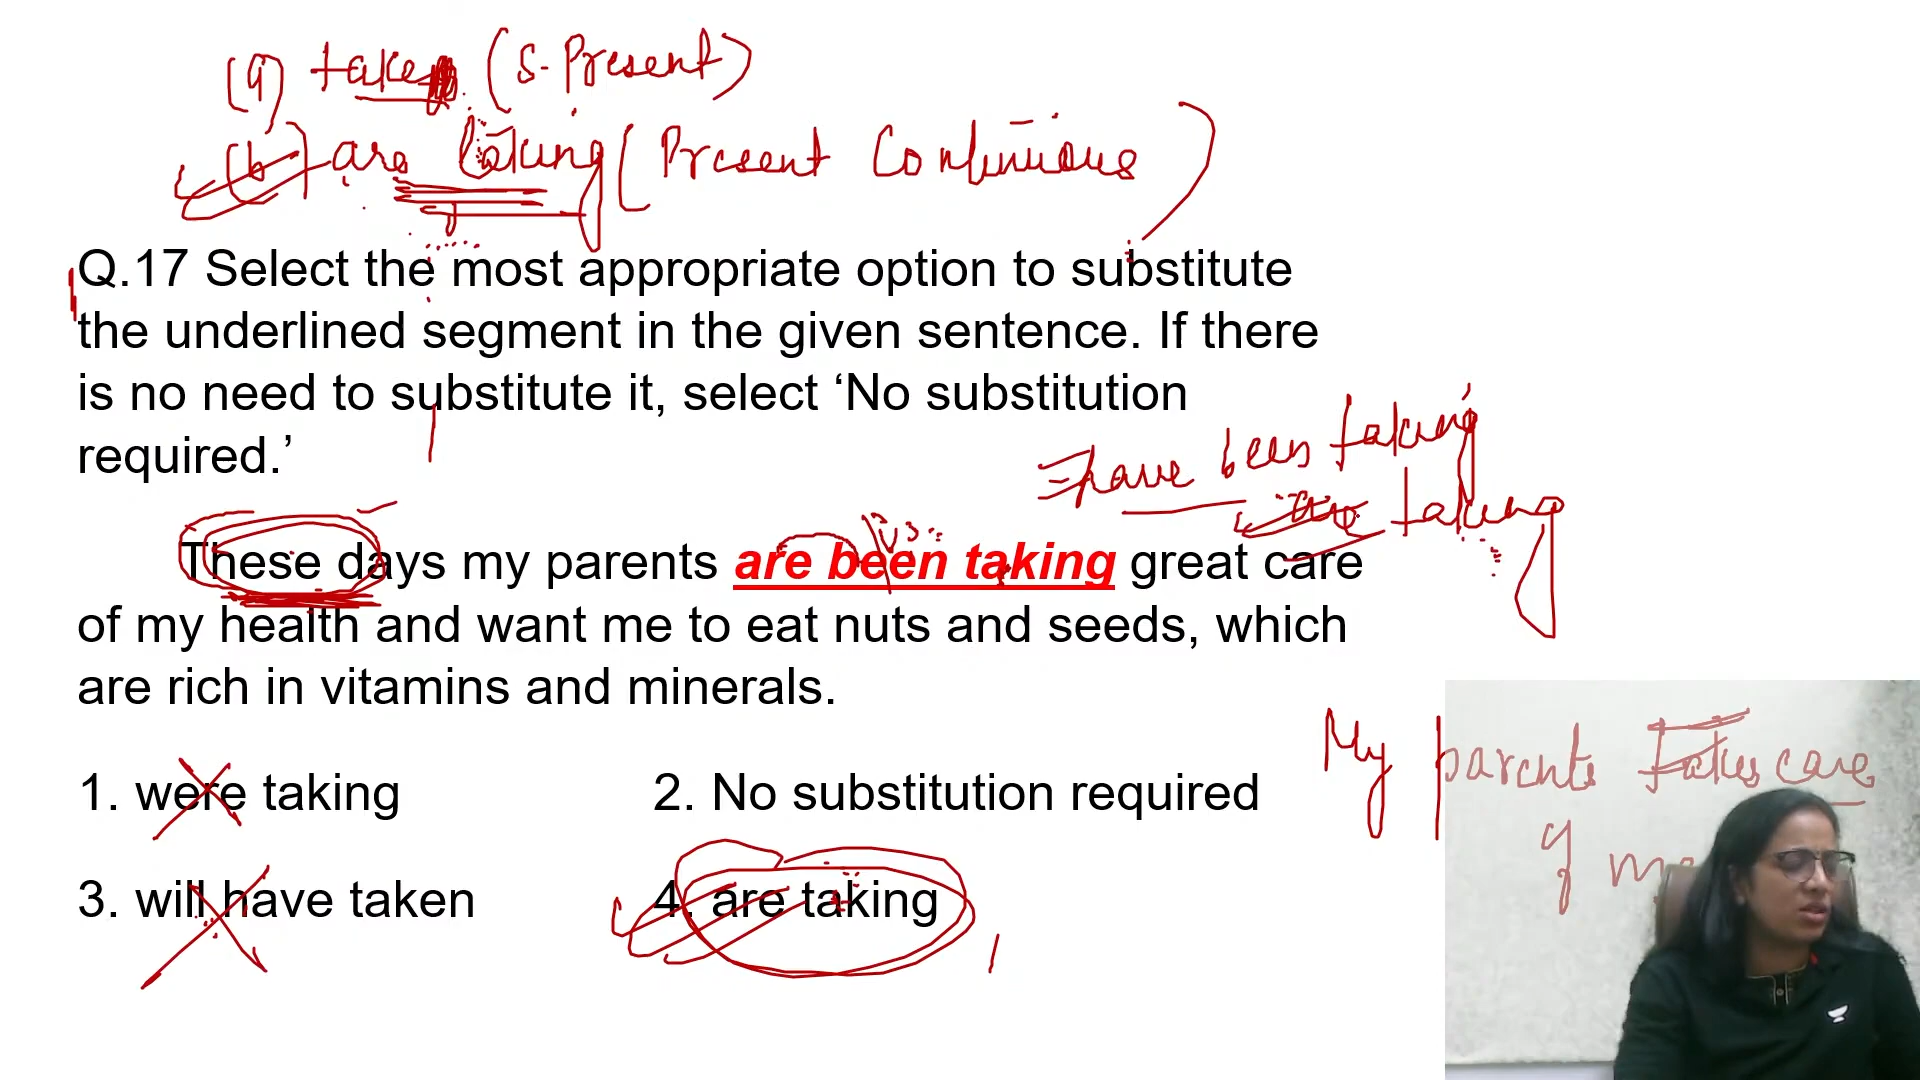 (a) take (S-Present)
(b) are taking (Present Continuous)
Q.17 Select the most appropriate option to substitute
the underlined segment in the given sentence. If there
is no need to substitute it, select ‘No substitution
required.’
have been taking
are taking
V3
These days my parents are been taking great care
of my health and want me to eat nuts and seeds, which
are rich in vitamins and minerals.
My parents takes care
of me
1. were taking 2. No substitution required
3. will have taken 4. are taking